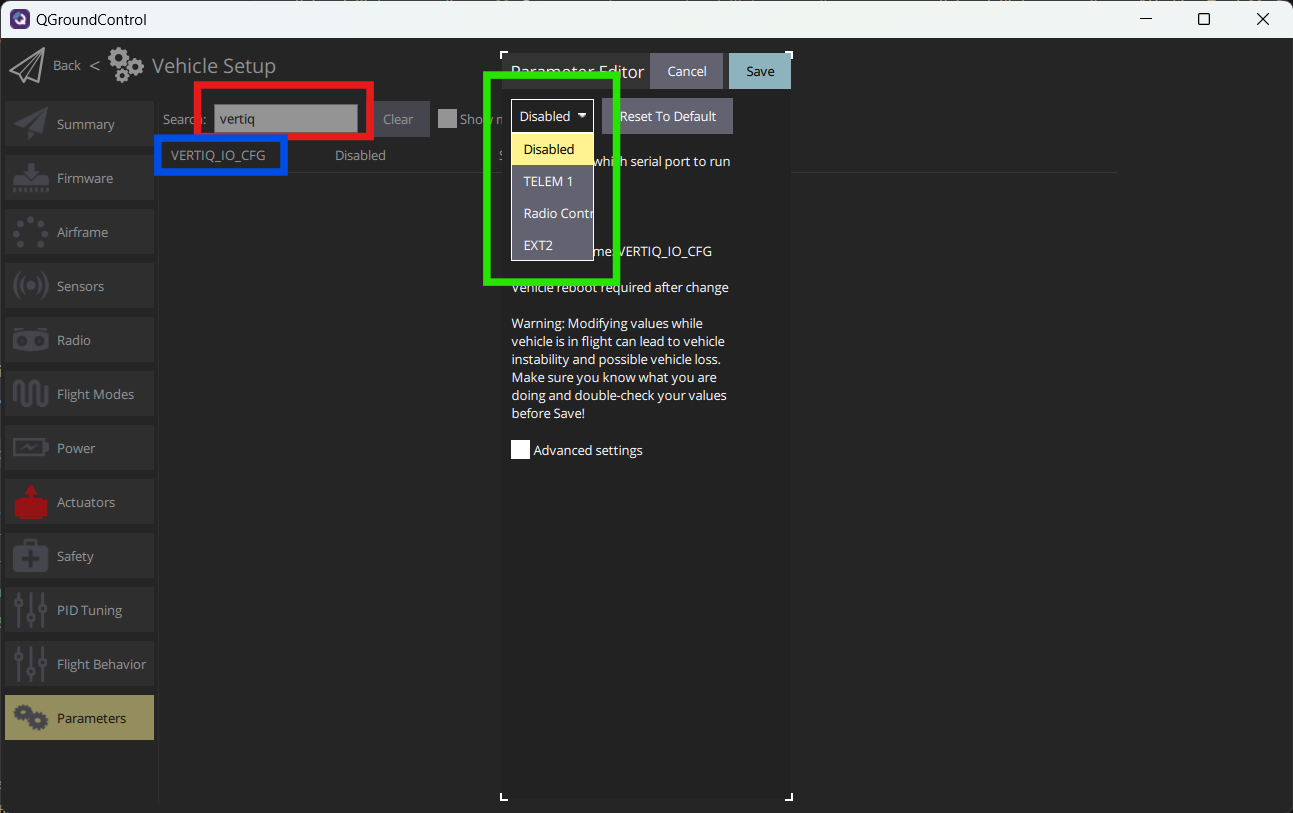 QGroundControl
Back < Vehicle Setup
Parameter Editor Cancel Save
Search: vertiq Clear Show
Disabled Reset To Default
VERTIQ_IO_CFG Disabled
Summary
Firmware
Airframe
Sensors
Radio
Flight Modes
Power
Actuators
Safety
PID Tuning
Flight Behavior
Parameters
Disabled
TELEM 1
Radio Contr
EXT2
which serial port to run
me: VERTIQ_IO_CFG
Vehicle reboot required after change
Warning: Modifying values while
vehicle is in flight can lead to vehicle
instability and possible vehicle loss.
Make sure you know what you are
doing and double-check your values
before Save!
Advanced settings